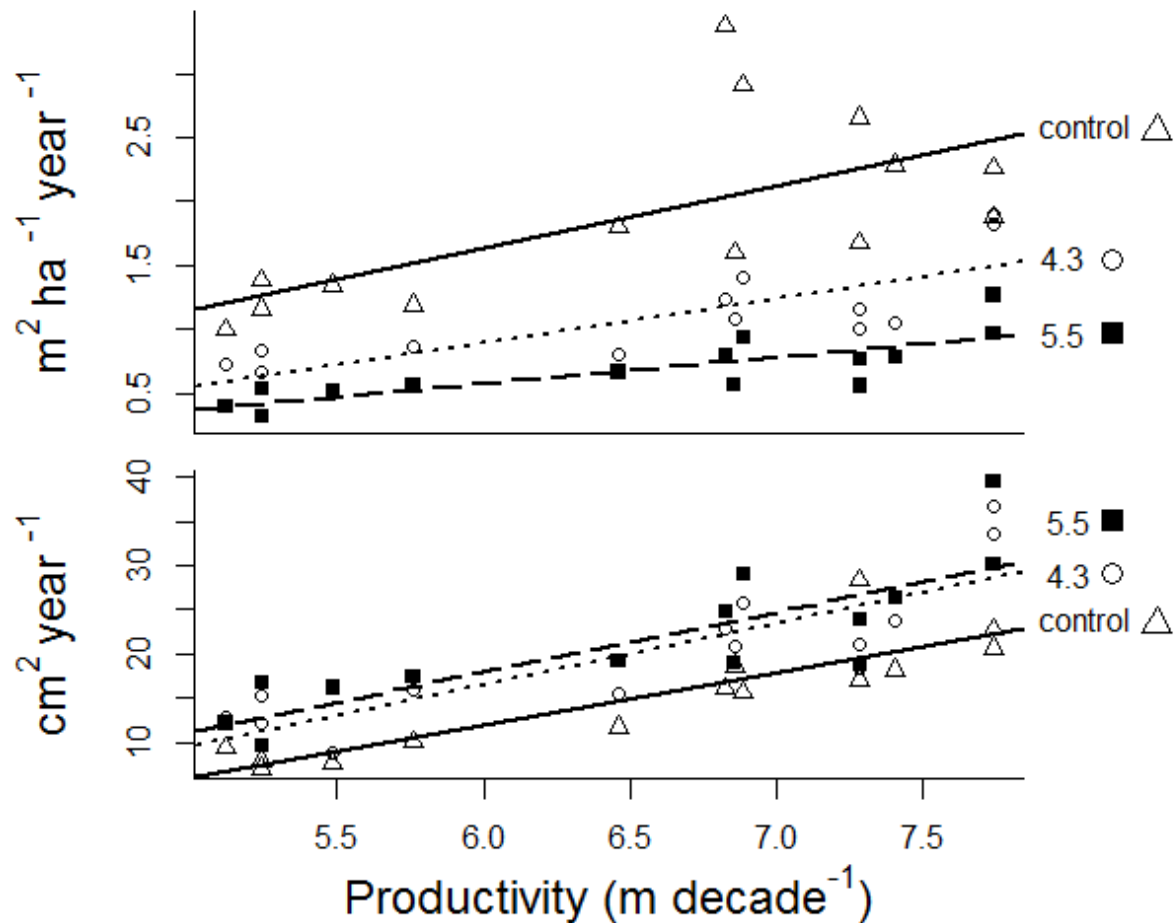 m² ha⁻¹ year⁻¹
2.5
1.5
0.5
control
4.3
5.5
cm² year⁻¹
40
30
20
10
5.5
4.3
control
5.5 6.0 6.5 7.0 7.5
Productivity (m decade⁻¹)